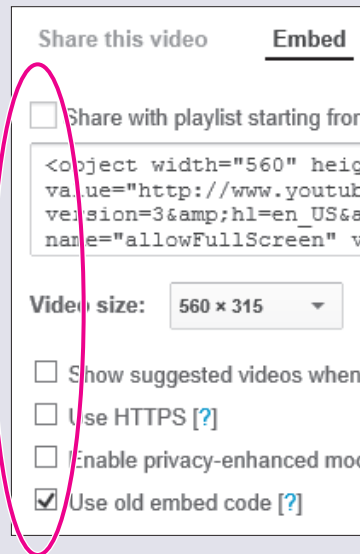 Share this video Embed
Share with playlist starting from
<object width="560" heig
value="http://www.youtub
version=3&amp;hl=en_US&a
name="allowFullScreen" v
Video size: 560 × 315
Show suggested videos when
Use HTTPS [?]
Enable privacy-enhanced mod
Use old embed code [?]